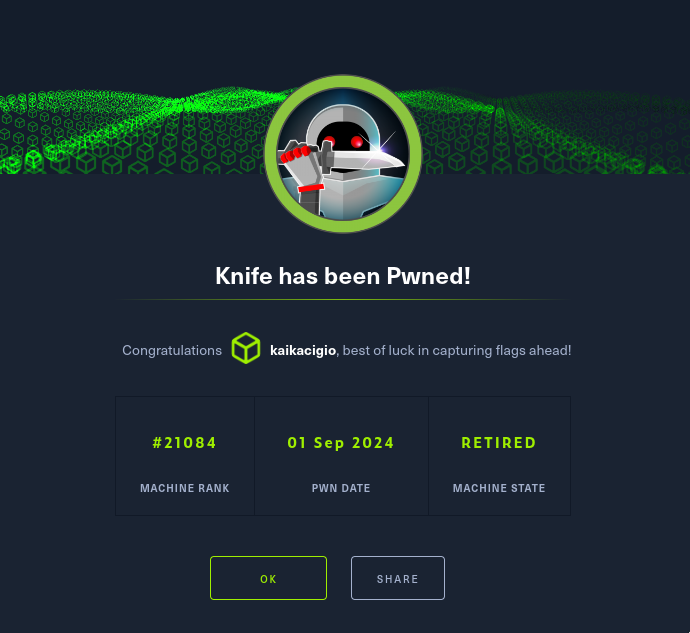 Knife has been Pwned!
Congratulations kaikacigio, best of luck in capturing flags ahead!
#21084 01 Sep 2024 RETIRED
MACHINE RANK PWN DATE MACHINE STATE
OK SHARE